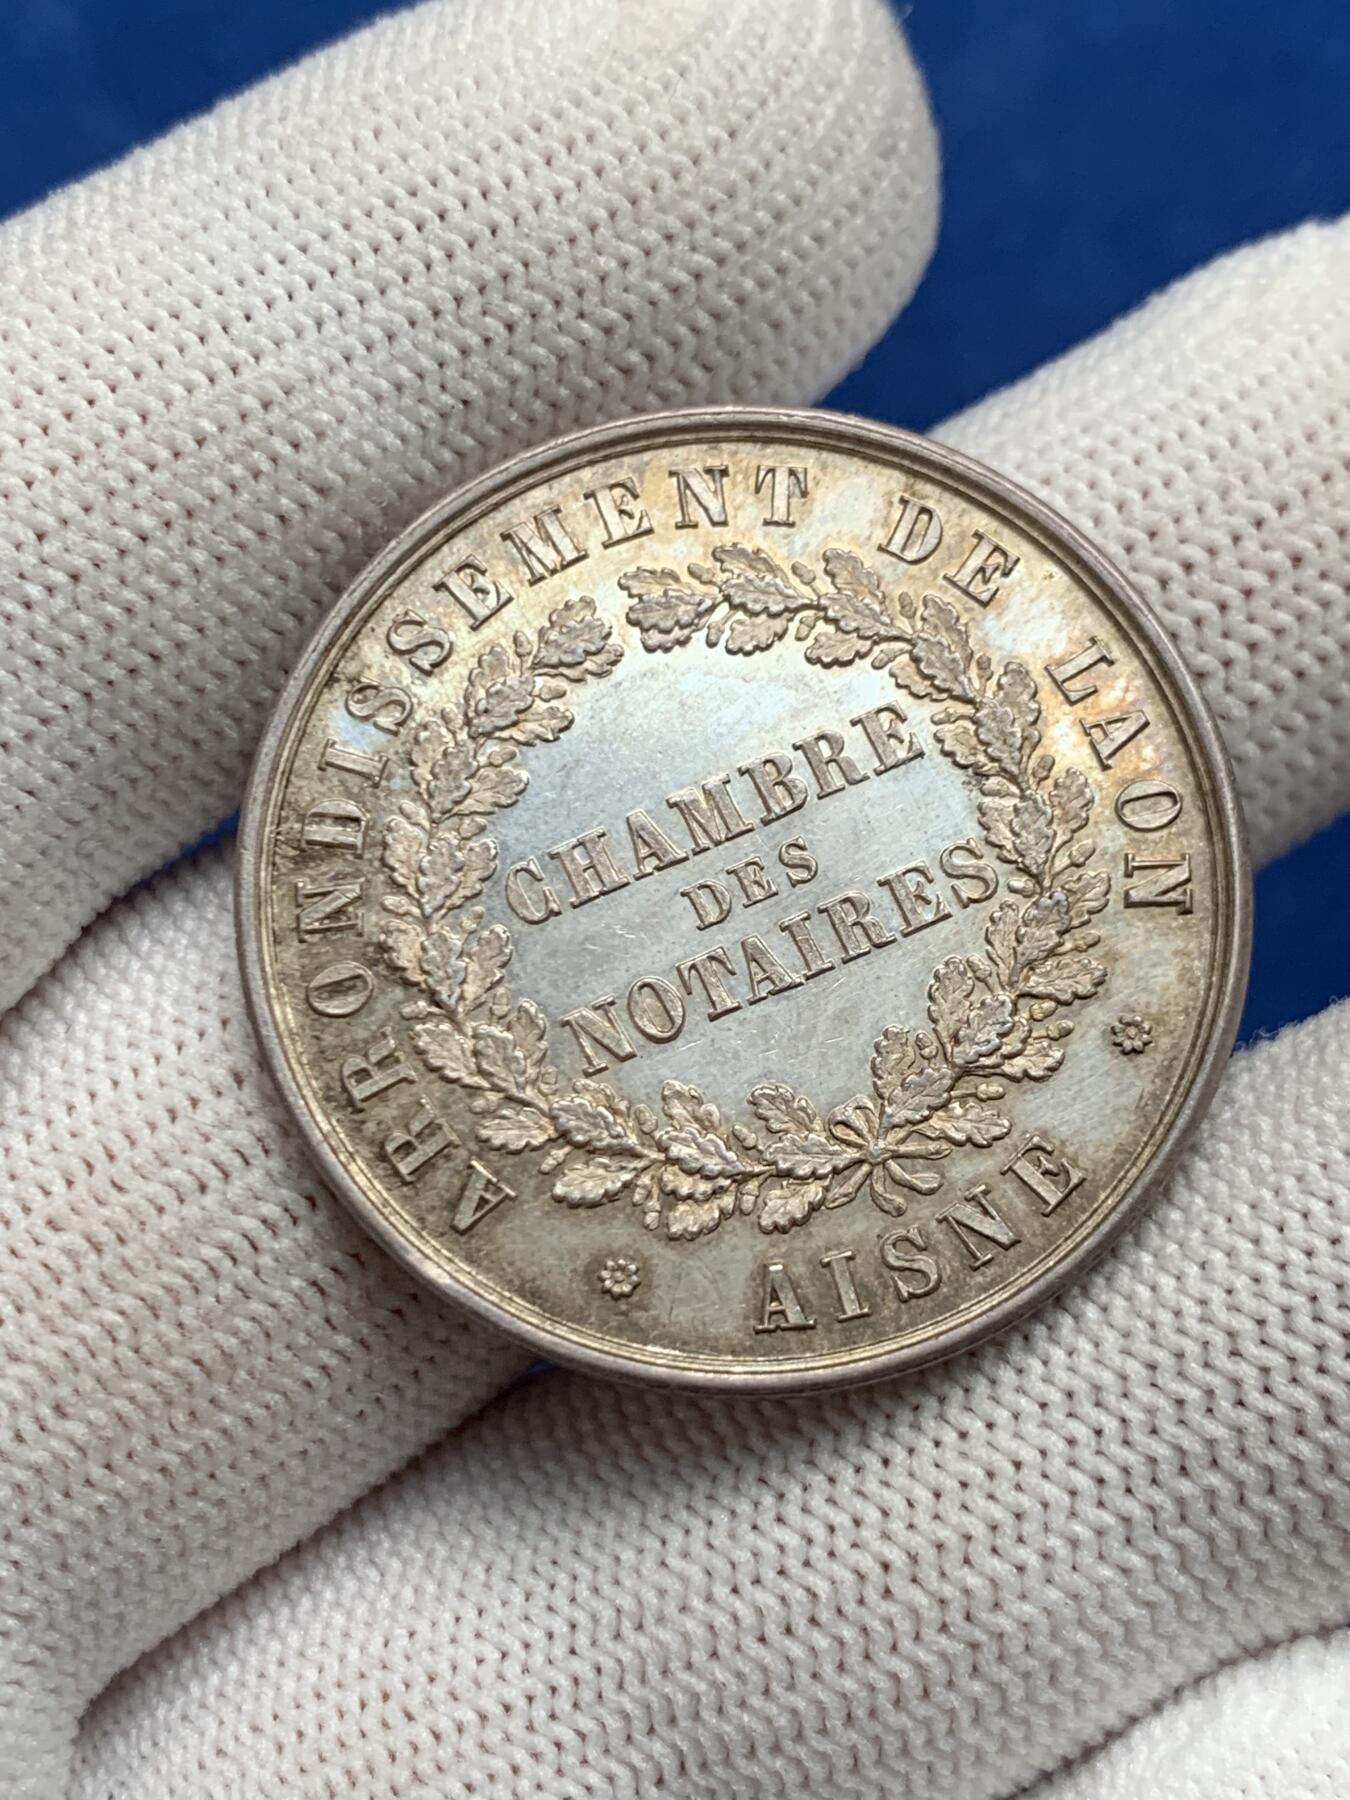 ARRONDISSEMENT DE LAON
CHAMBRE
DES
NOTAIRES
AISNE